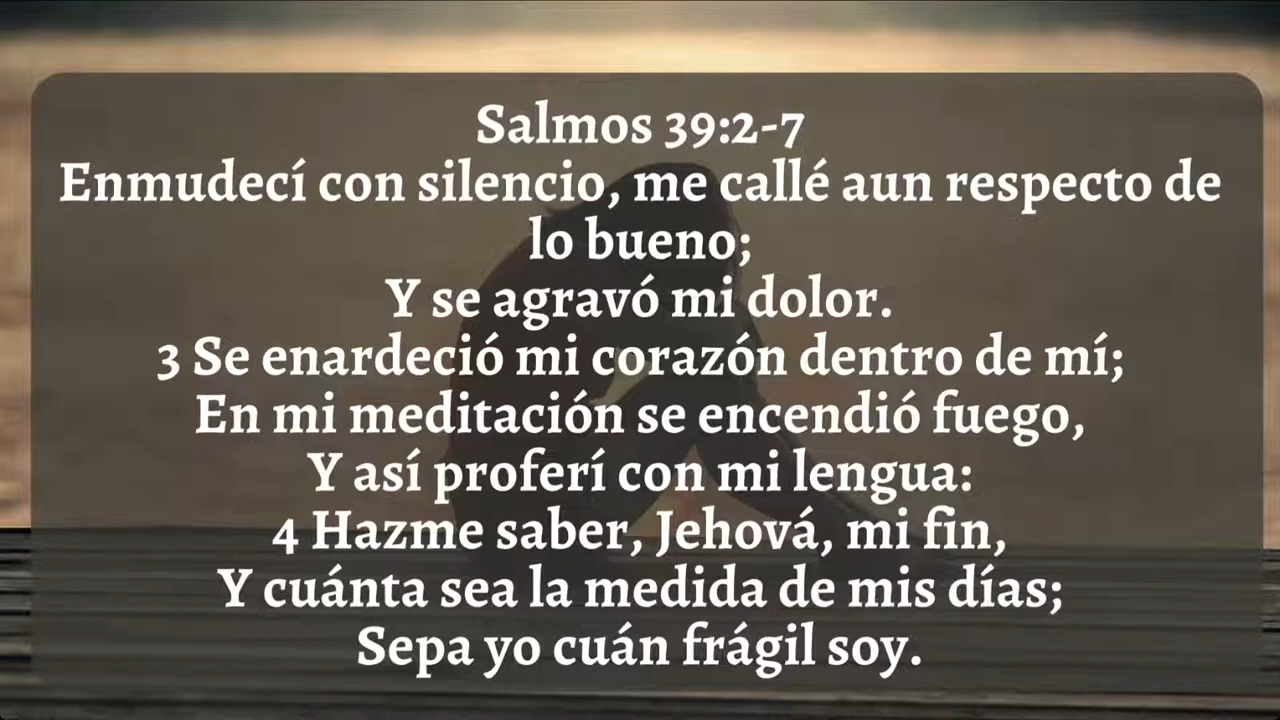 Salmos 39:2-7
Enmudecí con silencio, me callé aun respecto de
lo bueno;
Y se agravó mi dolor.
3 Se enardeció mi corazón dentro de mí;
En mi meditación se encendió fuego,
Y así proferí con mi lengua:
4 Hazme saber, Jehová, mi fin,
Y cuánta sea la medida de mis días;
Sepa yo cuán frágil soy.